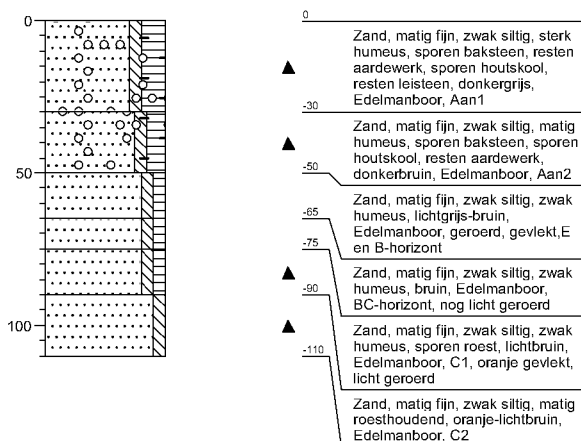 0
50
100
0
Zand, matig fijn, zwak siltig, sterk
humeus, sporen baksteen, resten
aardewerk, sporen houtskool,
resten leisteen, donkergrijs,
Edelmanboor, Aan1
-30
Zand, matig fijn, zwak siltig, matig
humeus, sporen baksteen, sporen
houtskool, resten aardewerk,
donkerbruin, Edelmanboor, Aan2
-50
Zand, matig fijn, zwak siltig, zwak
humeus, lichtgrijs-bruin,
Edelmanboor, geroerd, gevlekt,E
en B-horizont
-65
Zand, matig fijn, zwak siltig, zwak
humeus, bruin, Edelmanboor,
BC-horizont, nog licht geroerd
-75
Zand, matig fijn, zwak siltig, zwak
humeus, sporen roest, lichtbruin,
Edelmanboor, C1, oranje gevlekt,
licht geroerd
-90
Zand, matig fijn, zwak siltig, matig
roesthoudend, oranje-lichtbruin,
Edelmanboor, C2
-110